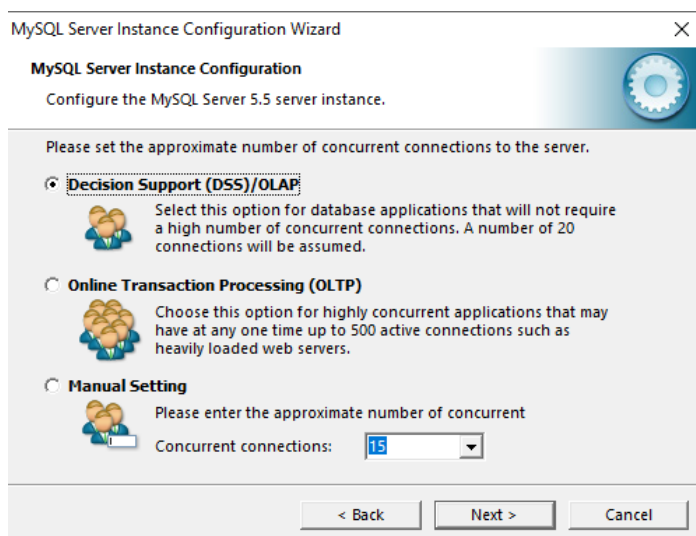 MySQL Server Instance Configuration Wizard
MySQL Server Instance Configuration
Configure the MySQL Server 5.5 server instance.
Please set the approximate number of concurrent connections to the server.
Decision Support (DSS)/OLAP
Select this option for database applications that will not require
a high number of concurrent connections. A number of 20
connections will be assumed.
Online Transaction Processing (OLTP)
Choose this option for highly concurrent applications that may
have at any one time up to 500 active connections such as
heavily loaded web servers.
Manual Setting
Please enter the approximate number of concurrent
Concurrent connections: 15
< Back Next > Cancel